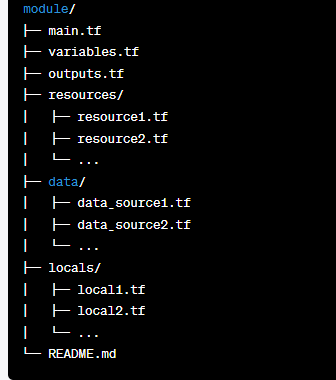 module/
├── main.tf
├── variables.tf
├── outputs.tf
├── resources/
│   ├── resource1.tf
│   ├── resource2.tf
│   └── ...
├── data/
│   ├── data_source1.tf
│   ├── data_source2.tf
│   └── ...
├── locals/
│   ├── local1.tf
│   ├── local2.tf
│   └── ...
└── README.md